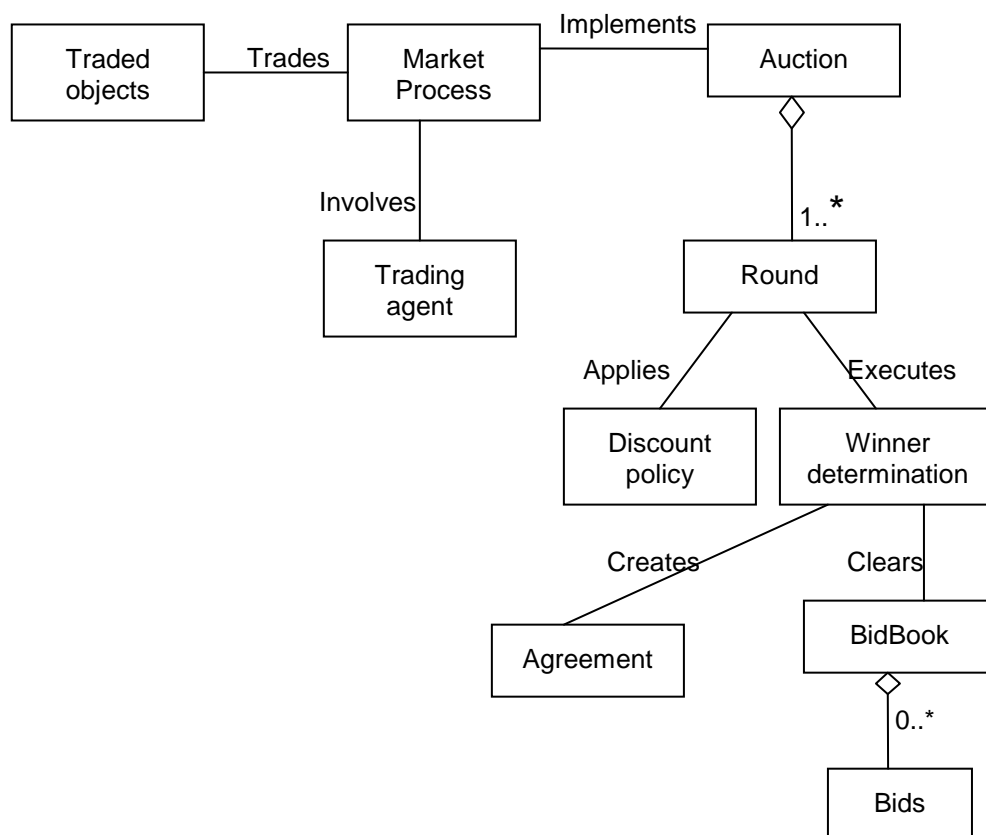 Implements
Traded
objects
Trades
Market
Process
Auction
Involves
1..*
Trading
agent
Round
Applies
Executes
Discount
policy
Winner
determination
Creates
Clears
Agreement
BidBook
0..*
Bids